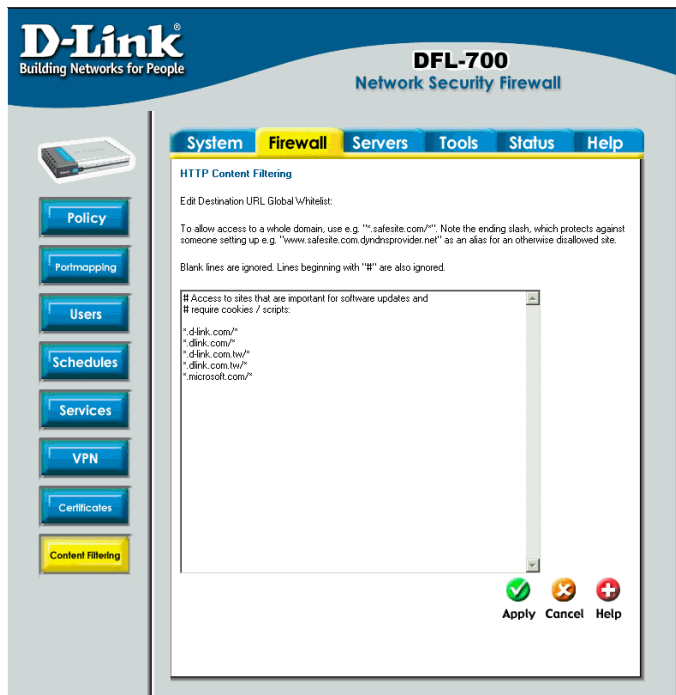 D-Link®
Building Networks for People
DFL-700
Network Security Firewall
System Firewall Servers Tools Status Help
Policy
Portmapping
Users
Schedules
Services
VPN
Certificates
Content Filtering
HTTP Content Filtering
Edit Destination URL Global Whitelist:
To allow access to a whole domain, use e.g. "*.safesite.com/*". Note the ending slash, which protects against
someone setting up e.g. "www.safesite.com.dyndnsprovider.net" as an alias for an otherwise disallowed site.
Blank lines are ignored. Lines beginning with "#" are also ignored.
# Access to sites that are important for software updates and
# require cookies / scripts:
*.d-link.com/*
*.dlink.com/*
*.d-link.com.tw/*
*.dlink.com.tw/*
*.microsoft.com/*
Apply Cancel Help